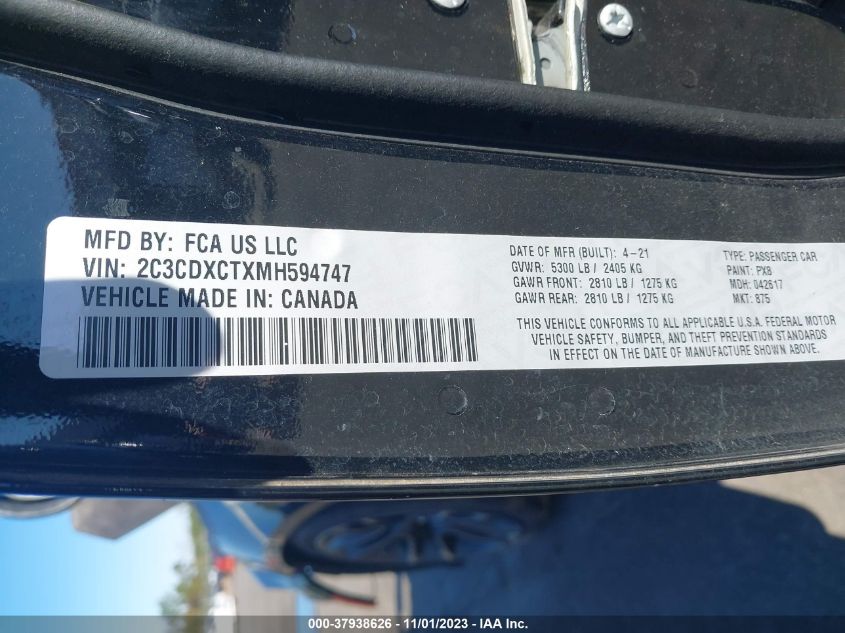 MFD BY: FCA US LLC
VIN: 2C3CDXCTXMH594747
VEHICLE MADE IN: CANADA
DATE OF MFR (BUILT): 4-21
GVWR: 5300 LB / 2405 KG
GAWR FRONT: 2810 LB / 1275 KG
GAWR REAR: 2810 LB / 1275 KG
TYPE: PASSENGER CAR
PAINT: PXB
MDH: 042617
MKT: 875
THIS VEHICLE CONFORMS TO ALL APPLICABLE U.S.A. FEDERAL MOTOR
VEHICLE SAFETY, BUMPER, AND THEFT PREVENTION STANDARDS
IN EFFECT ON THE DATE OF MANUFACTURE SHOWN ABOVE.
000-37938626 - 11/01/2023 - IAA Inc.